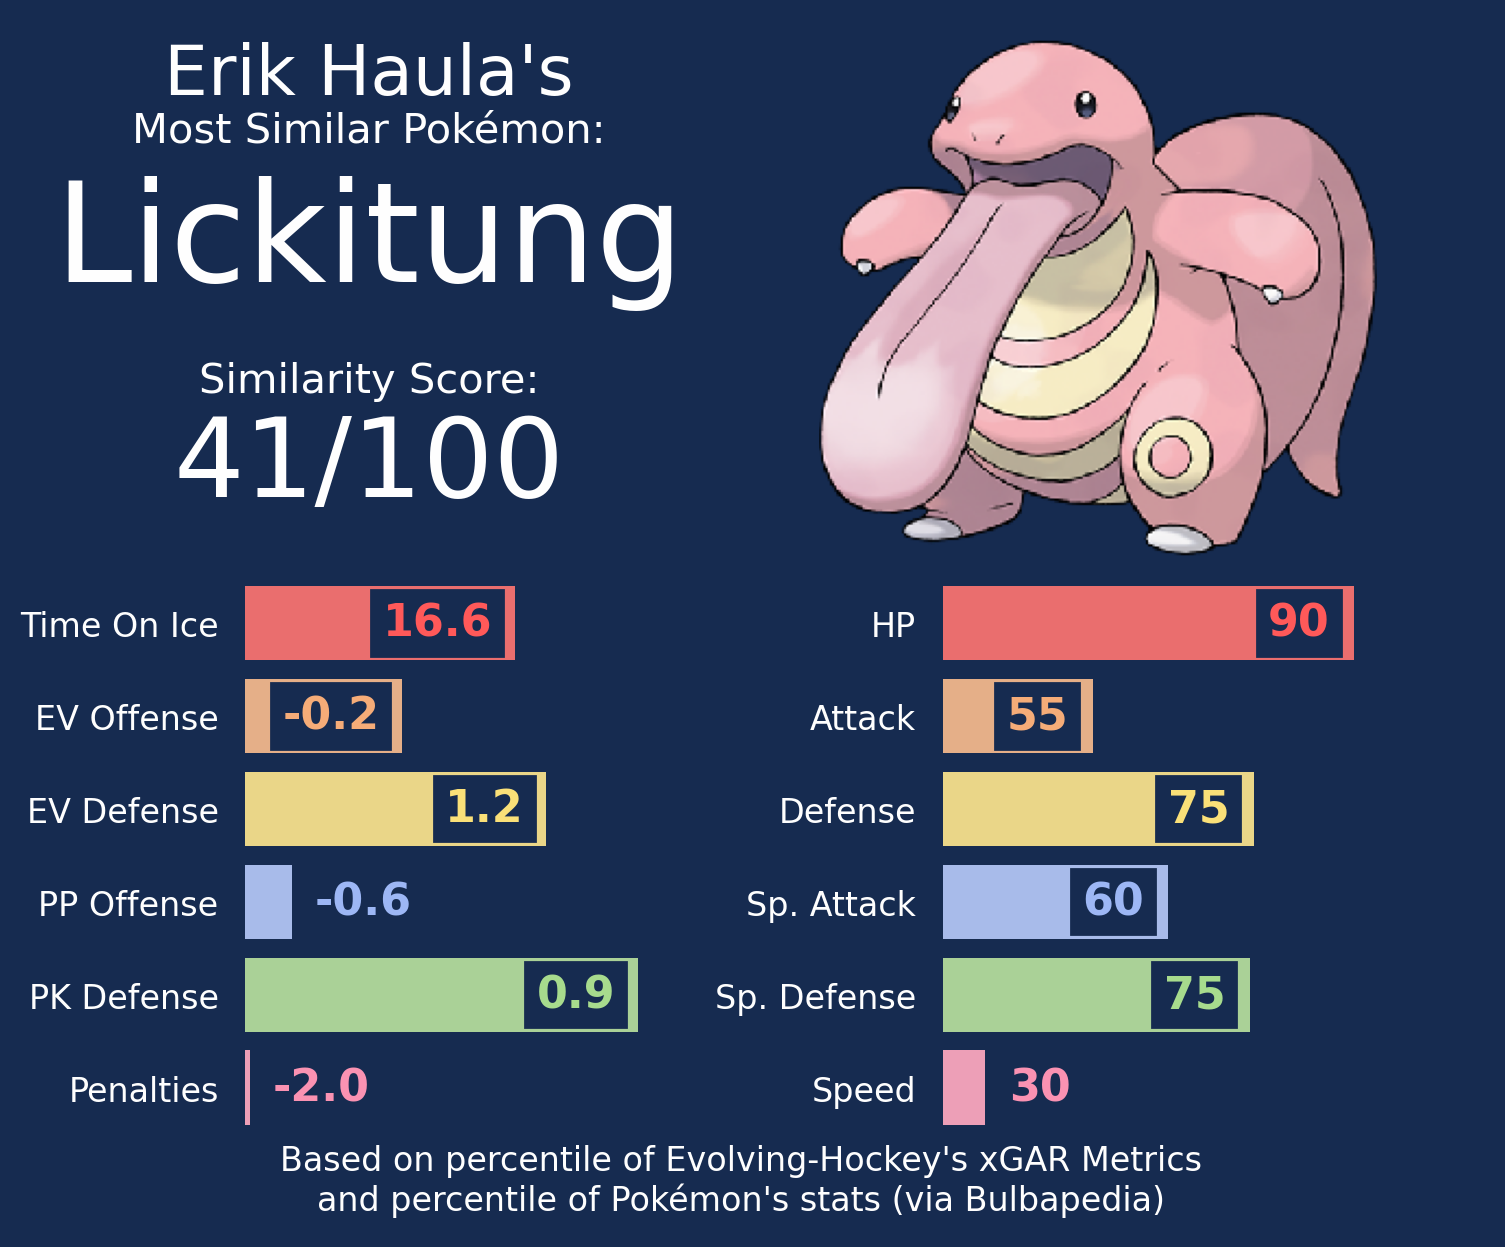 Erik Haula's
Most Similar Pokémon:
Lickitung
Similarity Score:
41/100
Time On Ice 16.6
EV Offense -0.2
EV Defense 1.2
PP Offense -0.6
PK Defense 0.9
Penalties -2.0
HP 90
Attack 55
Defense 75
Sp. Attack 60
Sp. Defense 75
Speed 30
Based on percentile of Evolving-Hockey's xGAR Metrics
and percentile of Pokémon's stats (via Bulbapedia)